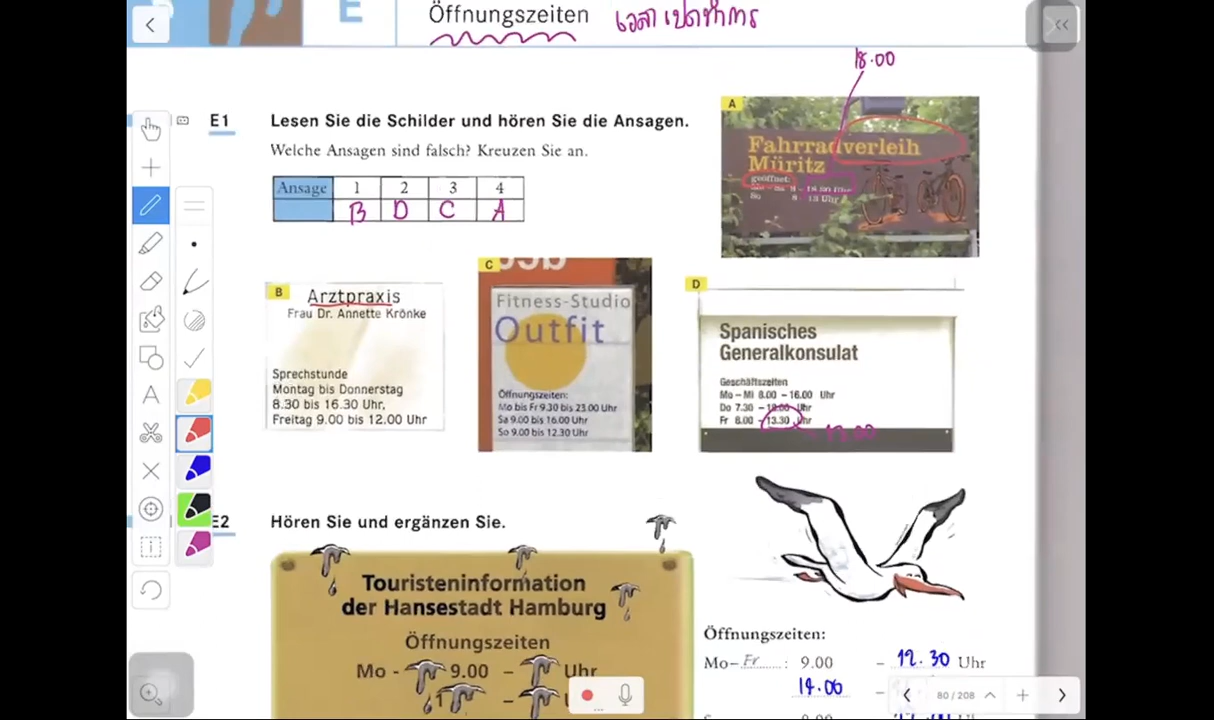 E
Öffnungszeiten เวลาเปิดทำการ
18.00
E1 Lesen Sie die Schilder und hören Sie die Ansagen.
Welche Ansagen sind falsch? Kreuzen Sie an.
Ansage 1 2 3 4
B D C A
A
Fahrradverleih
Müritz
geöffnet:
B
Arztpraxis
Frau Dr. Annette Krönke
Sprechstunde
Montag bis Donnerstag
8.30 bis 16.30 Uhr,
Freitag 9.00 bis 12.00 Uhr
C
Fitness-Studio
Outfit
Öffnungszeiten:
Mo bis Fr 9.30 bis 23.00 Uhr
Sa 9.00 bis 16.00 Uhr
So 9.00 bis 12.30 Uhr
D
Spanisches
Generalkonsulat
Geschäftszeiten
Mo – Mi 8.00 – 16.00 Uhr
Do 7.30 – Uhr
Fr 8.00 – 13.30 Uhr
E2 Hören Sie und ergänzen Sie.
Touristeninformation
der Hansestadt Hamburg
Öffnungszeiten
Mo - 9.00 – Uhr
Öffnungszeiten:
Mo– Fr : 9.00 – 12.30 Uhr
14.00 –
80 / 208